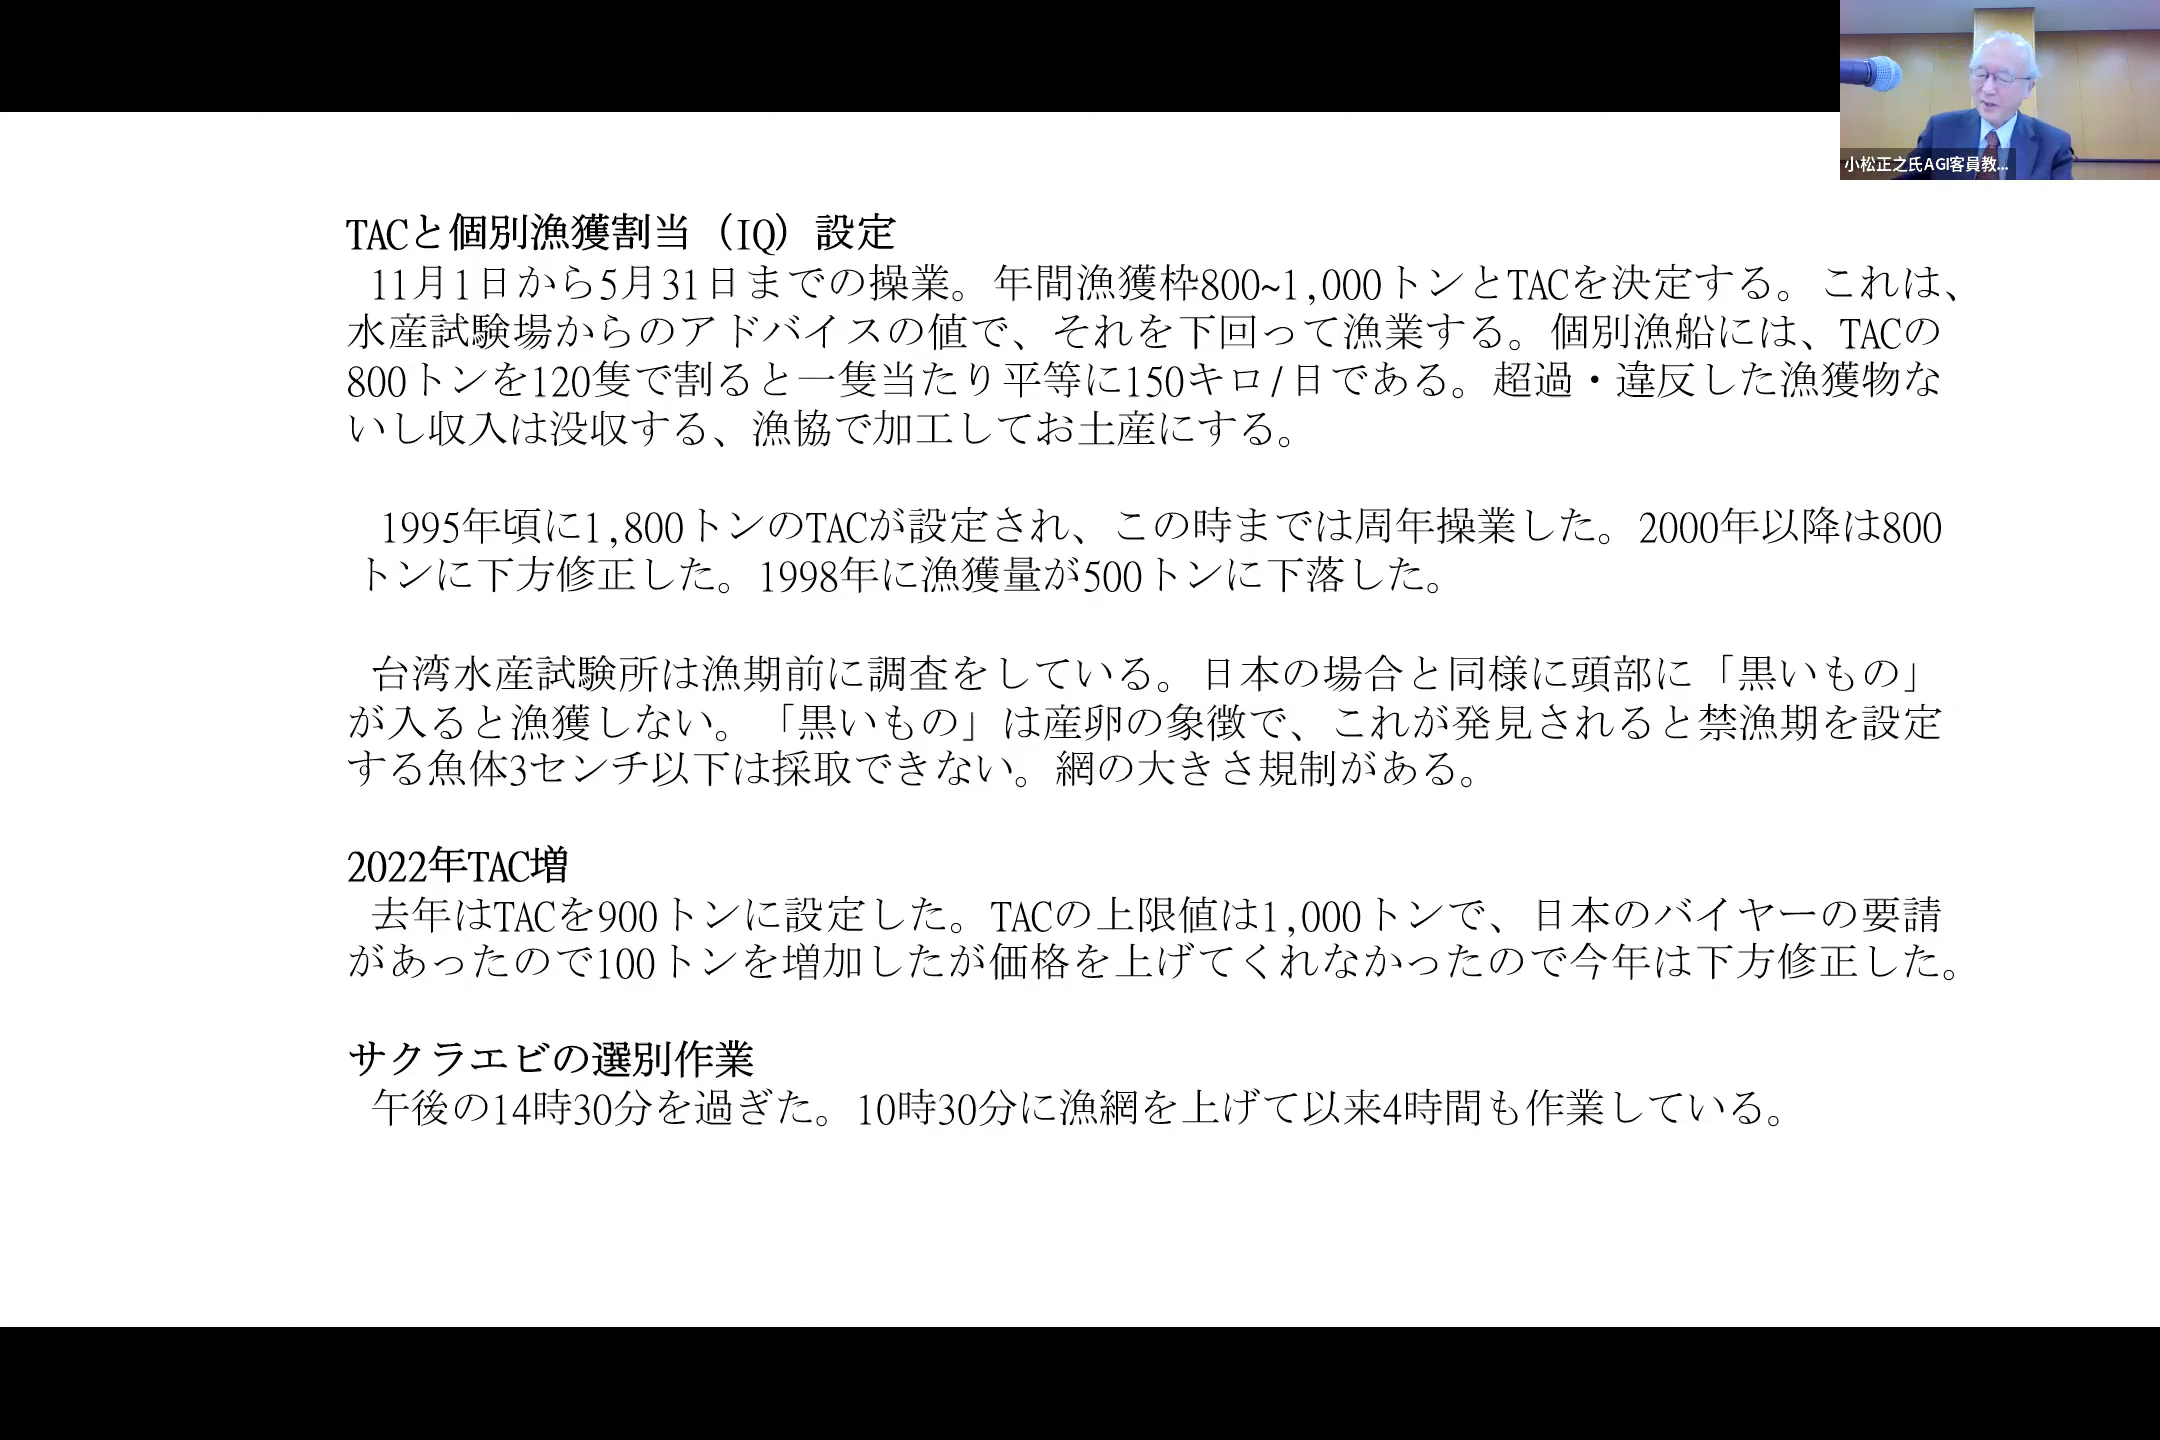 小松正之氏AGI客員教...
TACと個別漁獲割当（IQ）設定
11月1日から5月31日までの操業。年間漁獲枠800~1,000トンとTACを決定する。これは、
水産試験場からのアドバイスの値で、それを下回って漁業する。個別漁船には、TACの
800トンを120隻で割ると一隻当たり平等に150キロ/日である。超過・違反した漁獲物な
いし収入は没収する、漁協で加工してお土産にする。
1995年頃に1,800トンのTACが設定され、この時までは周年操業した。2000年以降は800
トンに下方修正した。1998年に漁獲量が500トンに下落した。
台湾水産試験所は漁期前に調査をしている。日本の場合と同様に頭部に「黒いもの」
が入ると漁獲しない。「黒いもの」は産卵の象徴で、これが発見されると禁漁期を設定
する魚体3センチ以下は採取できない。網の大きさ規制がある。
2022年TAC増
去年はTACを900トンに設定した。TACの上限値は1,000トンで、日本のバイヤーの要請
があったので100トンを増加したが価格を上げてくれなかったので今年は下方修正した。
サクラエビの選別作業
午後の14時30分を過ぎた。10時30分に漁網を上げて以来4時間も作業している。